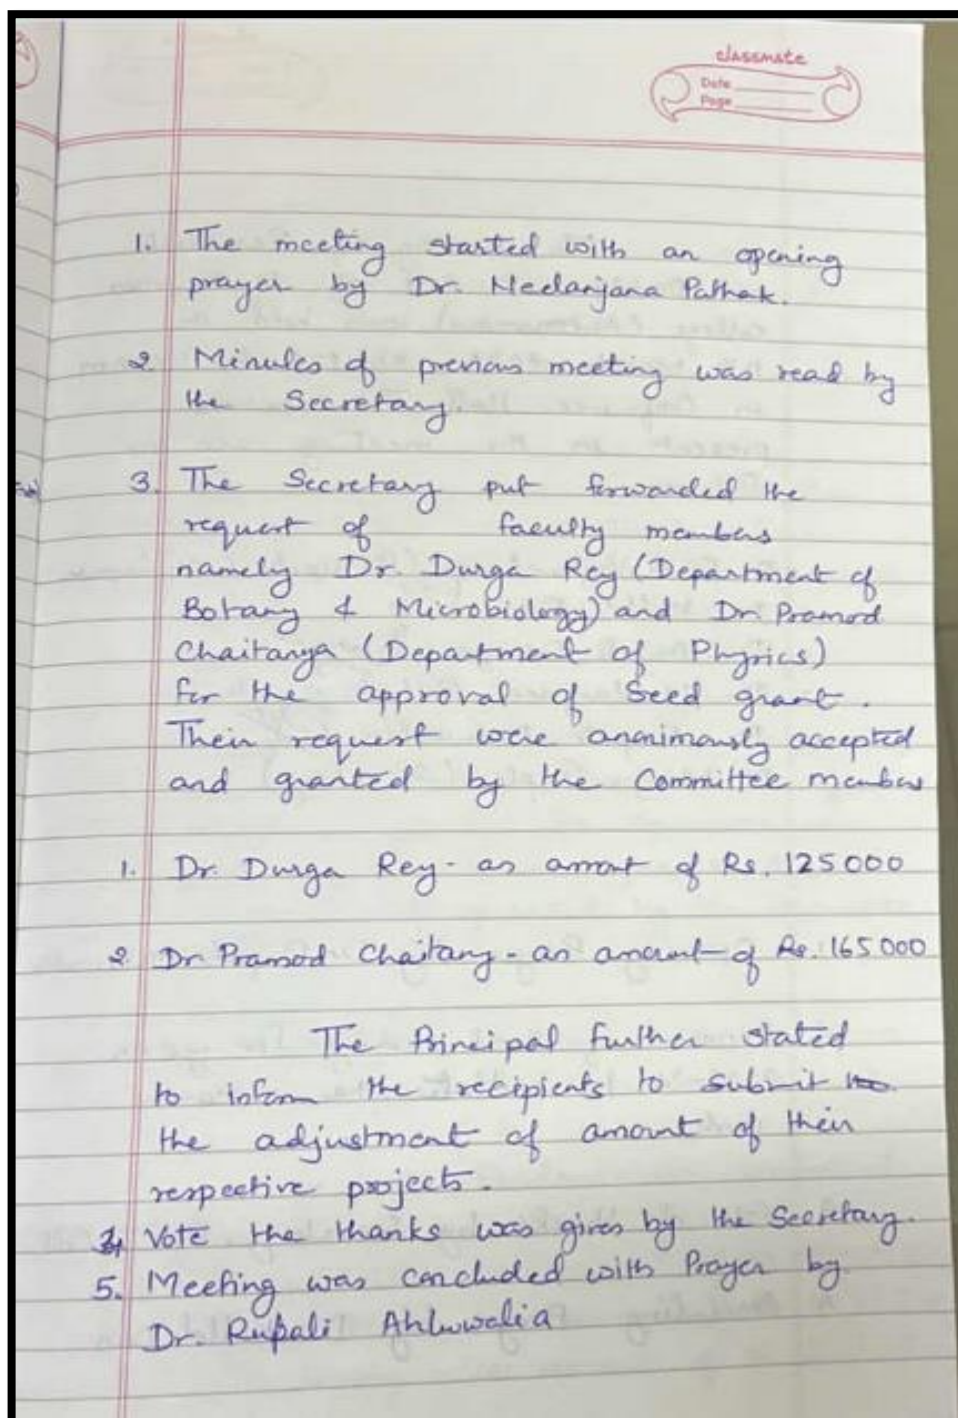 classmate
Date
Page
1. The meeting started with an opening
prayer by Dr. Neelanjana Pathak.
2. Minutes of previous meeting was read by
the Secretary.
3. The Secretary put forwarded the
request of faculty members
namely Dr. Durga Rey (Department of
Botany & Microbiology) and Dr. Pramod
Chaitanya (Department of Physics)
for the approval of Seed grant.
Their request were ananimously accepted
and granted by the Committee members
1. Dr. Durga Rey - an amont of Rs. 125000
2. Dr Pramod Chaitany - an amount of Rs. 165000
The Principal further stated
to inform the recipients to submit
the adjustment of amount of their
respective projects.
4. Vote the thanks was given by the Secretary.
5. Meeting was concluded with Prayer by
Dr. Rupali Ahluwalia